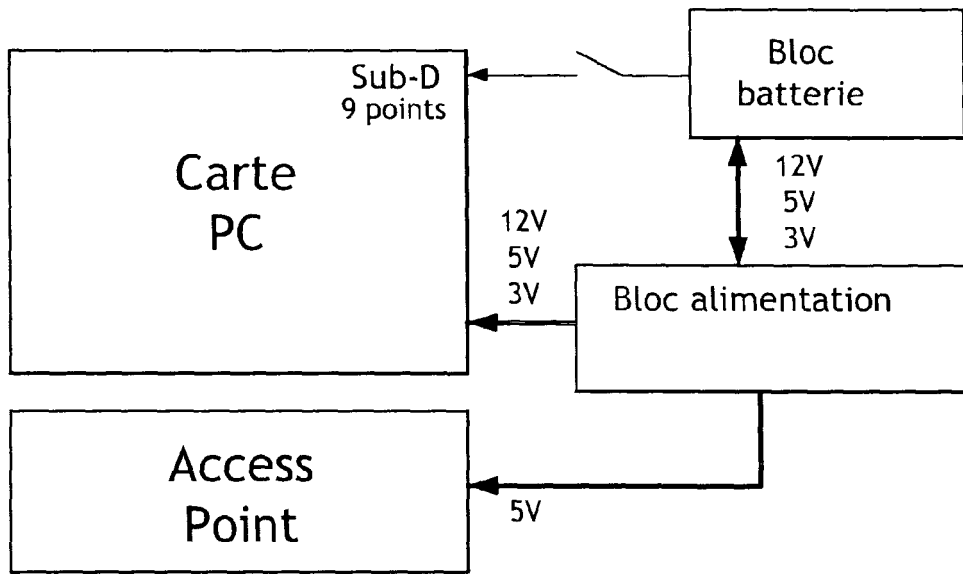 Sub-D
9 points
Carte
PC
Bloc
batterie
12V
5V
3V
12V
5V
3V
Bloc alimentation
Access
Point
5V